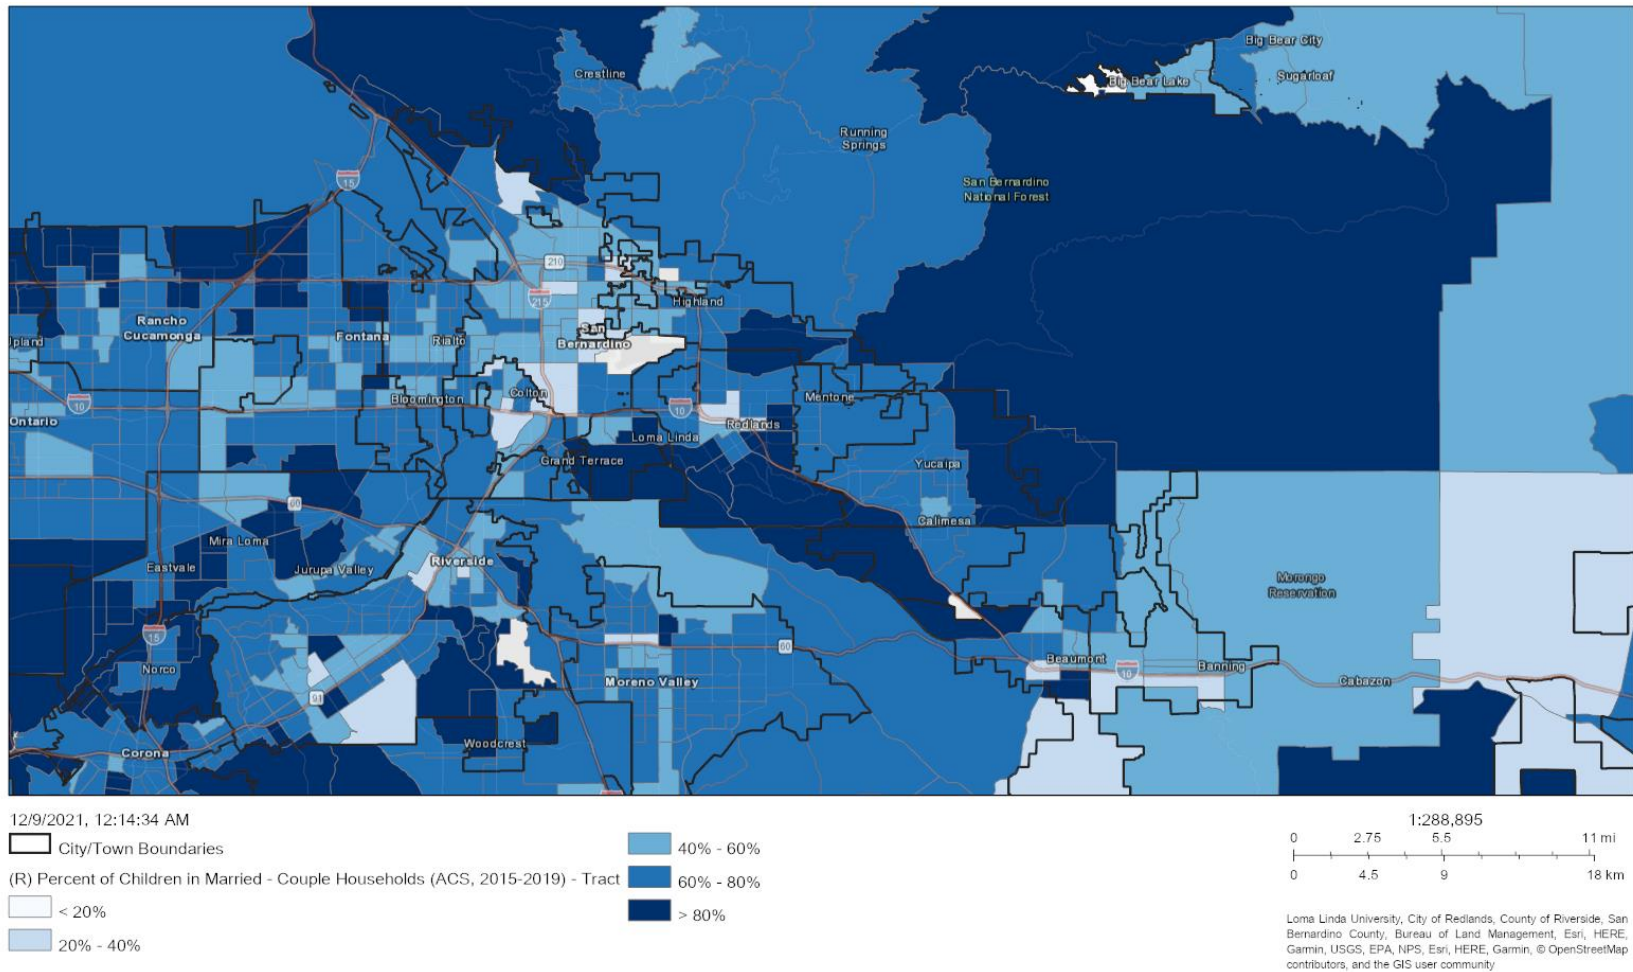 Big Bear City
Crestline
Big Bear Lake
Sugarloaf
Running
Springs
15
San Bernardino
National Forest
210
215
Highland
Rancho
Cucamonga
Fontana
Rialto
San
Bernardino
Upland
10
Ontario
Bloomington
Colton
10
Mentone
Redlands
Loma Linda
Grand Terrace
Yucaipa
60
Calimesa
Mira Loma
Riverside
Eastvale
Jurupa Valley
Morongo
Reservation
15
60
Norco
Beaumont
10
Banning
Moreno Valley
Cabazon
91
Woodcrest
Corona
12/9/2021, 12:14:34 AM
City/Town Boundaries
(R) Percent of Children in Married - Couple Households (ACS, 2015-2019) - Tract
< 20%
20% - 40%
40% - 60%
60% - 80%
> 80%
1:288,895
0 2.75 5.5 11 mi
0 4.5 9 18 km
Loma Linda University, City of Redlands, County of Riverside, San
Bernardino County, Bureau of Land Management, Esri, HERE,
Garmin, USGS, EPA, NPS, Esri, HERE, Garmin, © OpenStreetMap
contributors, and the GIS user community